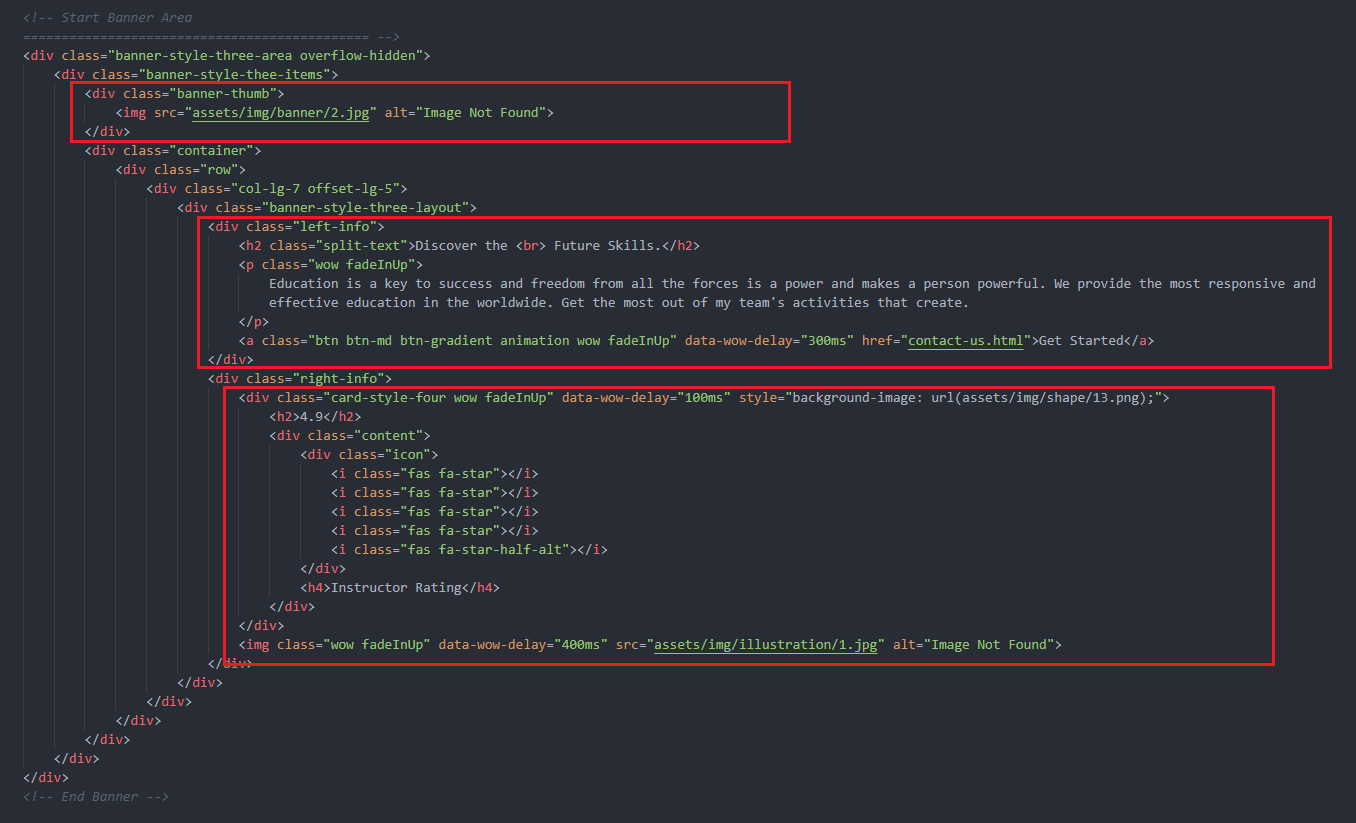 <!-- Start Banner Area
============================================= -->
<div class="banner-style-three-area overflow-hidden">
    <div class="banner-style-thee-items">
        <div class="banner-thumb">
            <img src="assets/img/banner/2.jpg" alt="Image Not Found">
        </div>
        <div class="container">
            <div class="row">
                <div class="col-lg-7 offset-lg-5">
                    <div class="banner-style-three-layout">
                        <div class="left-info">
                            <h2 class="split-text">Discover the <br> Future Skills.</h2>
                            <p class="wow fadeInUp">
                                Education is a key to success and freedom from all the forces is a power and makes a person powerful. We provide the most responsive and
                                effective education in the worldwide. Get the most out of my team's activities that create.
                            </p>
                            <a class="btn btn-md btn-gradient animation wow fadeInUp" data-wow-delay="300ms" href="contact-us.html">Get Started</a>
                        </div>
                        <div class="right-info">
                            <div class="card-style-four wow fadeInUp" data-wow-delay="100ms" style="background-image: url(assets/img/shape/13.png);">
                                <h2>4.9</h2>
                                <div class="content">
                                    <div class="icon">
                                        <i class="fas fa-star"></i>
                                        <i class="fas fa-star"></i>
                                        <i class="fas fa-star"></i>
                                        <i class="fas fa-star"></i>
                                        <i class="fas fa-star-half-alt"></i>
                                    </div>
                                    <h4>Instructor Rating</h4>
                                </div>
                            </div>
                            <img class="wow fadeInUp" data-wow-delay="400ms" src="assets/img/illustration/1.jpg" alt="Image Not Found">
                        </div>
                    </div>
                </div>
            </div>
        </div>
    </div>
</div>
<!-- End Banner -->